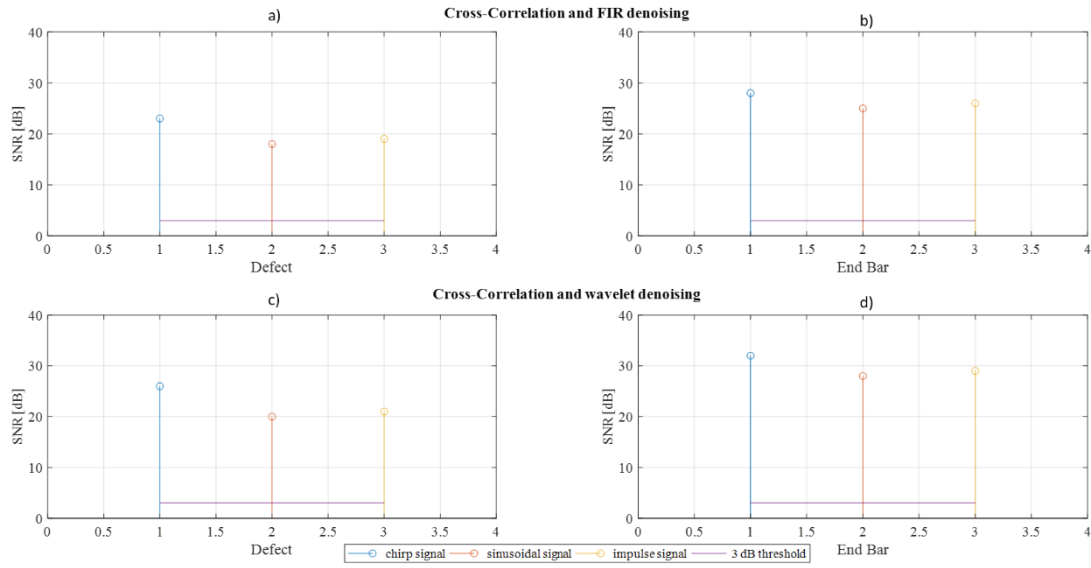 Cross-Correlation and FIR denoising
a)
b)
40
30
20
10
0
SNR [dB]
0 0.5 1 1.5 2 2.5 3 3.5 4
Defect
40
30
20
10
0
SNR [dB]
0 0.5 1 1.5 2 2.5 3 3.5 4
End Bar
Cross-Correlation and wavelet denoising
c)
d)
40
30
20
10
0
SNR [dB]
0 0.5 1 1.5 2 2.5 3 3.5 4
Defect
40
30
20
10
0
SNR [dB]
0 0.5 1 1.5 2 2.5 3 3.5 4
End Bar
chirp signal sinusoidal signal impulse signal 3 dB threshold